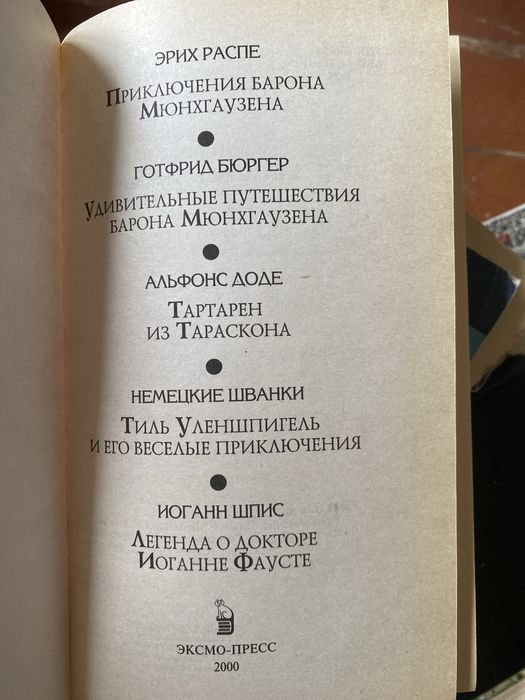 ЭРИХ РАСПЕ
ПРИКЛЮЧЕНИЯ БАРОНА
МЮНХГАУЗЕНА
ГОТФРИД БЮРГЕР
УДИВИТЕЛЬНЫЕ ПУТЕШЕСТВИЯ
БАРОНА МЮНХГАУЗЕНА
АЛЬФОНС ДОДЕ
ТАРТАРЕН
ИЗ ТАРАСКОНА
НЕМЕЦКИЕ ШВАНКИ
ТИЛЬ УЛЕНШПИГЕЛЬ
И ЕГО ВЕСЕЛЫЕ ПРИКЛЮЧЕНИЯ
ИОГАНН ШПИС
ЛЕГЕНДА О ДОКТОРЕ
ИОГАННЕ ФАУСТЕ
ЭКСМО-ПРЕСС
2000